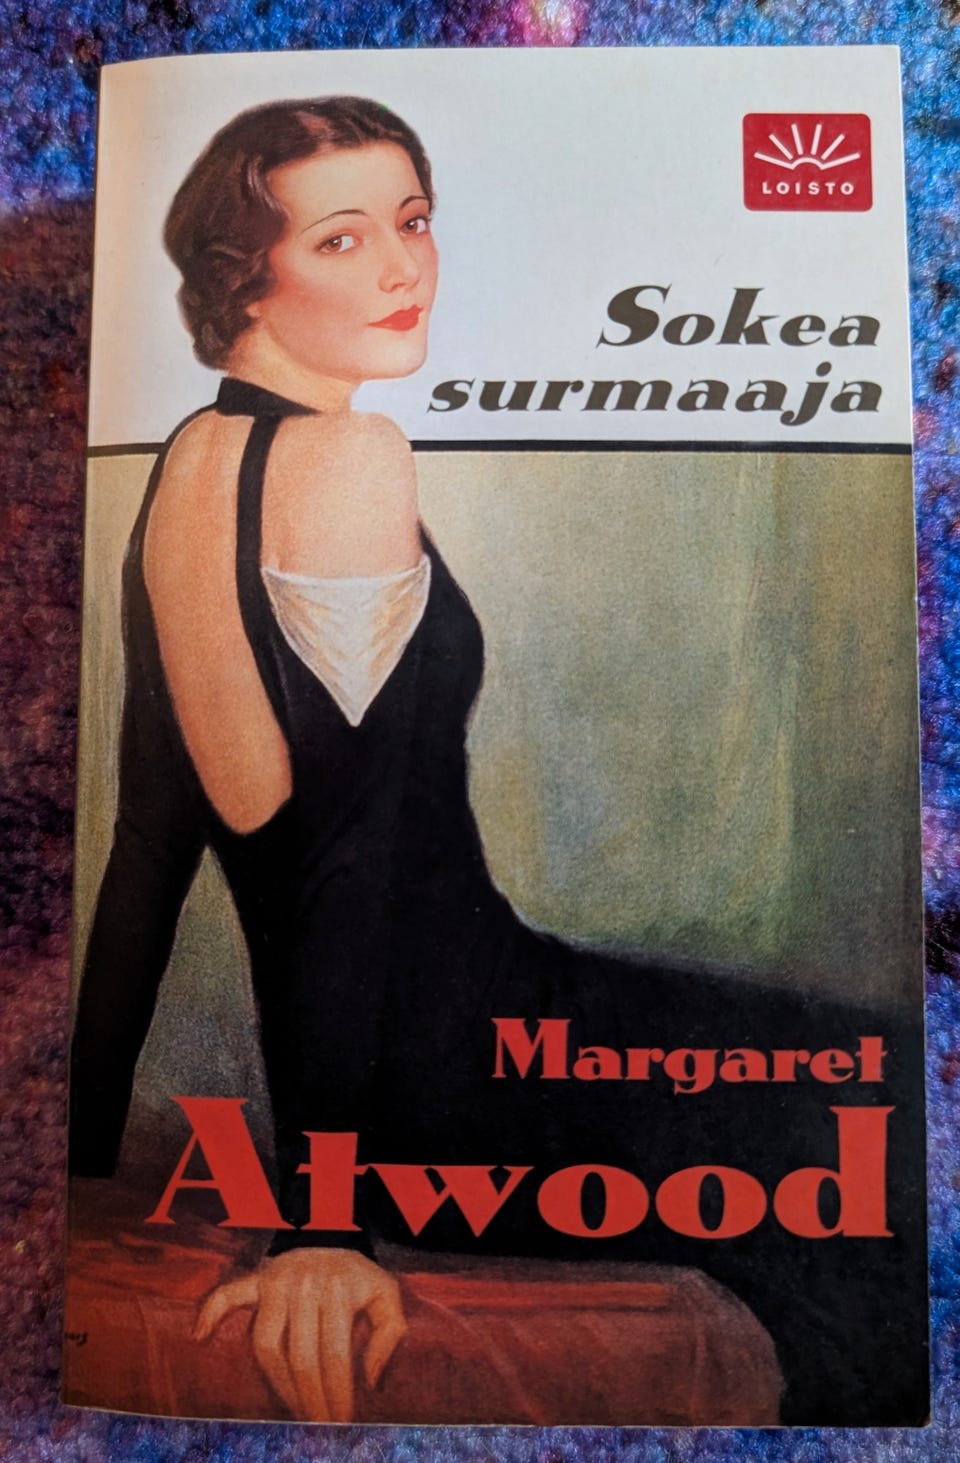 LOISTO
Sokea
surmaaja
Margaret
Atwood